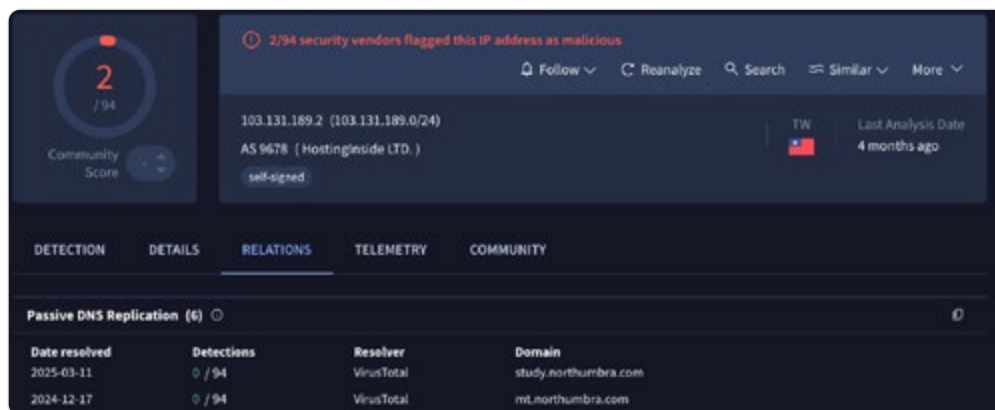 2/94 security vendors flagged this IP address as malicious
Follow Reanalyze Search Similar More
2
/ 94
Community Score
-
103.131.189.2 (103.131.189.0/24)
AS 9678 ( HostingInside LTD. )
self-signed
TW
Last Analysis Date
4 months ago
DETECTION DETAILS RELATIONS TELEMETRY COMMUNITY
Passive DNS Replication (6)
Date resolved Detections Resolver Domain
2025-03-11 0 / 94 VirusTotal study.northumbra.com
2024-12-17 0 / 94 VirusTotal mt.northumbra.com